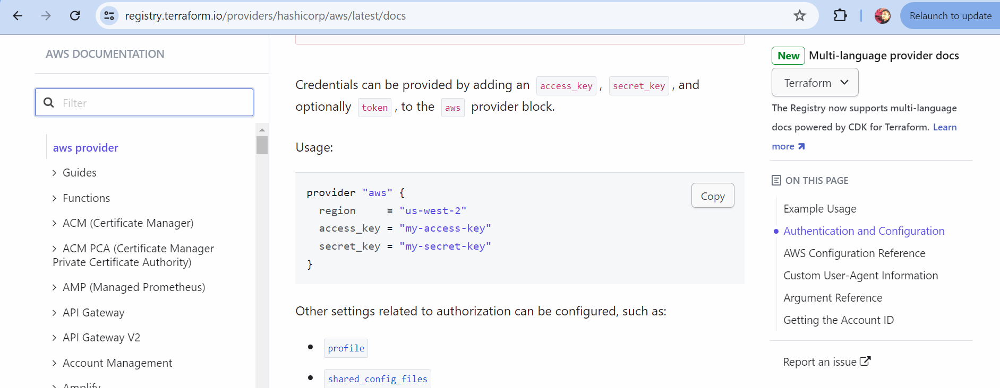 registry.terraform.io/providers/hashicorp/aws/latest/docs
Relaunch to update
AWS DOCUMENTATION
Filter
aws provider
Guides
Functions
ACM (Certificate Manager)
ACM PCA (Certificate Manager
Private Certificate Authority)
AMP (Managed Prometheus)
API Gateway
API Gateway V2
Account Management
Amplify
Credentials can be provided by adding an access_key , secret_key , and
optionally token , to the aws provider block.
Usage:
provider "aws" {
  region     = "us-west-2"
  access_key = "my-access-key"
  secret_key = "my-secret-key"
}
Copy
Other settings related to authorization can be configured, such as:
profile
shared_config_files
New Multi-language provider docs
Terraform
The Registry now supports multi-language
docs powered by CDK for Terraform. Learn
more
ON THIS PAGE
Example Usage
Authentication and Configuration
AWS Configuration Reference
Custom User-Agent Information
Argument Reference
Getting the Account ID
Report an issue